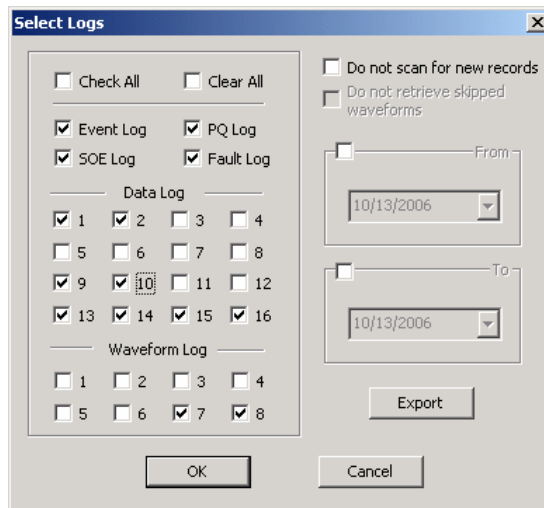 Select Logs
Check All Clear All
Event Log PQ Log
SOE Log Fault Log
Data Log
1 2 3 4
5 6 7 8
9 10 11 12
13 14 15 16
Waveform Log
1 2 3 4
5 6 7 8
Do not scan for new records
Do not retrieve skipped
waveforms
From
10/13/2006
To
10/13/2006
Export
OK Cancel